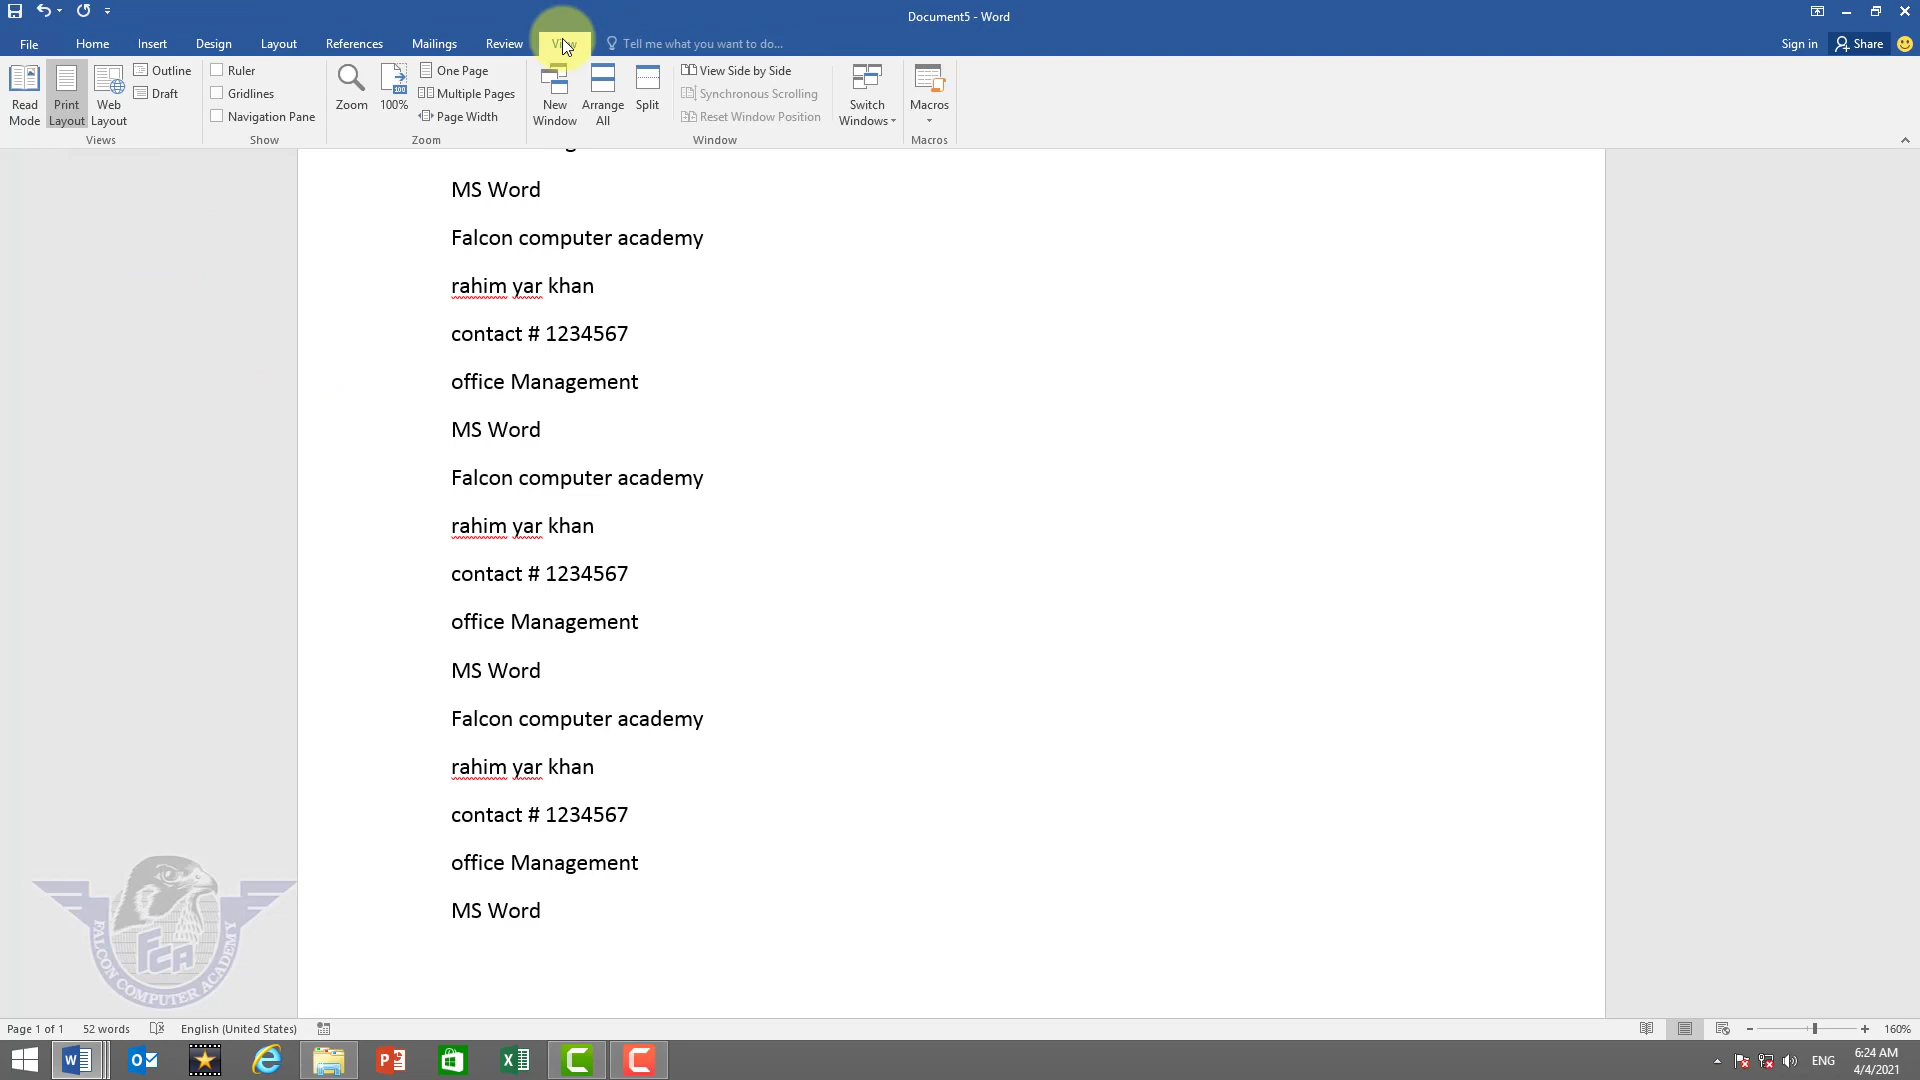 Document5 - Word
File Home Insert Design Layout References Mailings Review View Tell me what you want to do... Sign in Share
Read Mode
Print Layout
Web Layout
Outline
Draft
Views
Ruler
Gridlines
Navigation Pane
Show
Zoom
100%
One Page
Multiple Pages
Page Width
Zoom
New Window
Arrange All
Split
View Side by Side
Synchronous Scrolling
Reset Window Position
Window
Switch Windows
Macros
Macros
MS Word
Falcon computer academy
rahim yar khan
contact # 1234567
office Management
MS Word
Falcon computer academy
rahim yar khan
contact # 1234567
office Management
MS Word
Falcon computer academy
rahim yar khan
contact # 1234567
office Management
MS Word
FCA
FALCON COMPUTER ACADEMY
Page 1 of 1 52 words English (United States) 160%
ENG
6:24 AM
4/4/2021